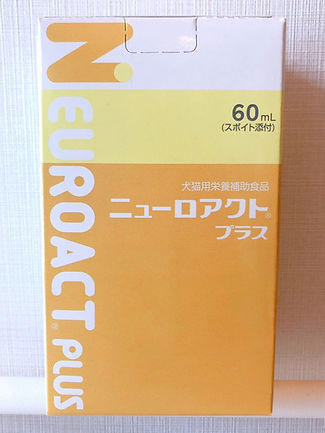 NEUROACT® PLUS
60mL
(スポイト添付)
犬猫用栄養補助食品
ニューロアクト®
プラス